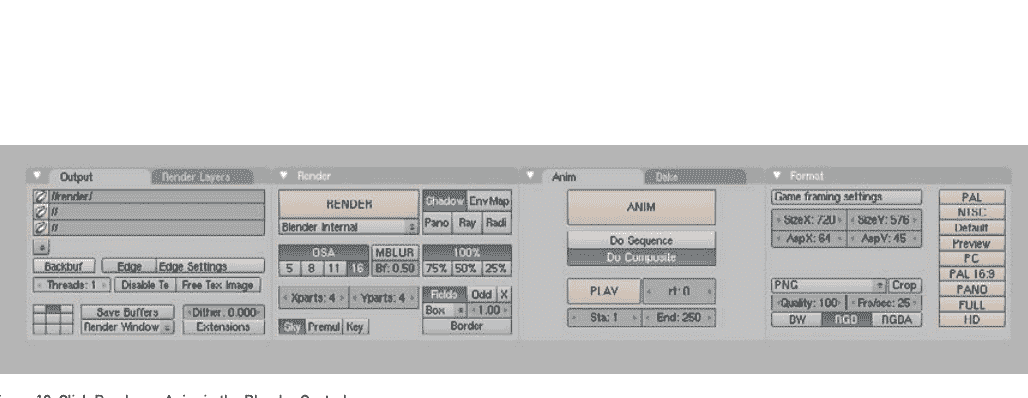 Output Render Layers
//render/
//
//
Backbuf Edge Edge Settings
Threads: 1 Disable Te Free Tex Image
Save Buffers Dither: 0.000
Render Window Extensions
Render
RENDER
Blender Internal
Shadow EnvMap
Pano Ray Radi
OSA MBLUR 100%
5 8 11 16 Bf: 0.50 75% 50% 25%
Xparts: 4 Yparts: 4 Fields Odd X
Box 1.00
Sky Premul Key Border
Anim Bake
ANIM
Do Sequence
Do Composite
PLAY rt: 0
Sta: 1 End: 250
Format
Game framing settings
SizeX: 720 SizeY: 576
AspX: 64 AspY: 45
PNG Crop
Quality: 100 Frs/sec: 25
BW RGB RGBA
PAL
NTSC
Default
Preview
PC
PAL 16:9
PANO
FULL
HD